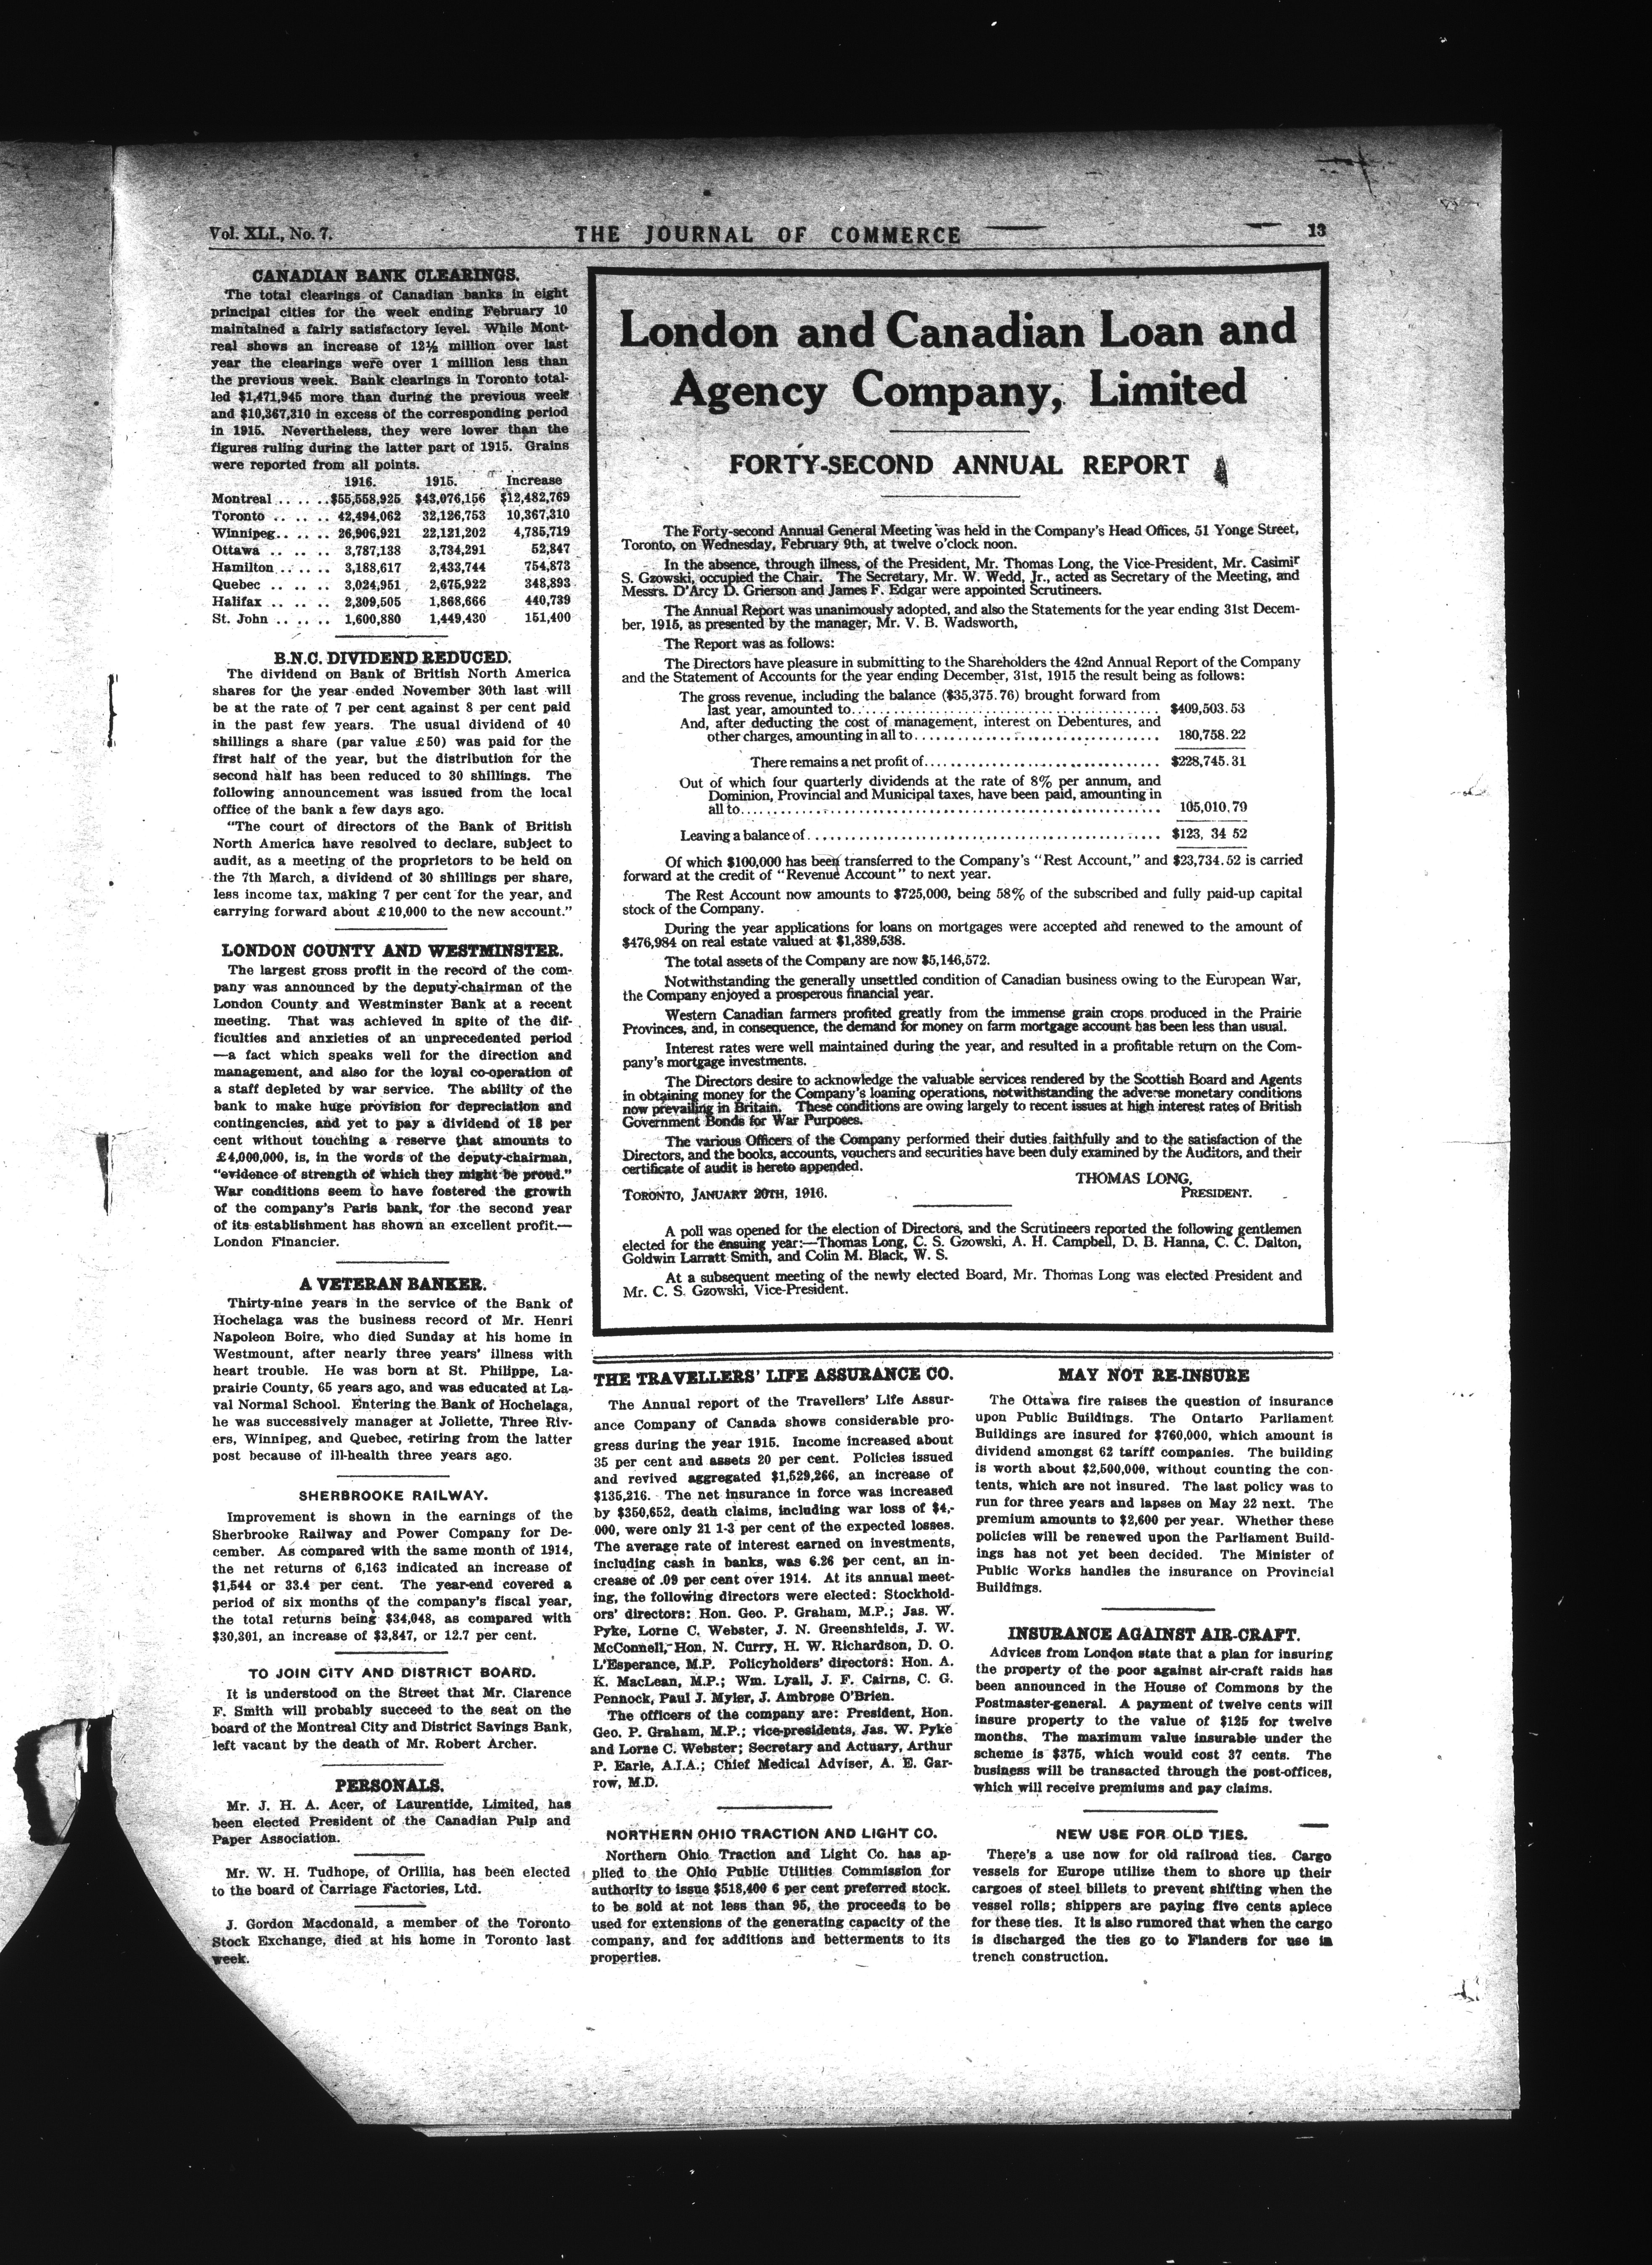 Vol. XLI., No. 7.
THE JOURNAL OF COMMERCE
13
CANADIAN BANK CLEARINGS.
The total clearings of Canadian banks in eight
principal cities for the week ending February 10
maintained a fairly satisfactory level. While Mont-
real shows an increase of 12½ million over last
year the clearings were over 1 million less than
the previous week. Bank clearings in Toronto total-
led $1,471,945 more than during the previous week
and $10,367,310 in excess of the corresponding period
in 1915. Nevertheless, they were lower than the
figures ruling during the latter part of 1915. Grains
were reported from all points.
1916. 1915. Increase
Montreal .. .. ..$55,558,925 $43,076,156 $12,482,769
Toronto .. .. .. 42,494,062 32,126,753 10,367,310
Winnipeg.. .. .. 26,906,921 22,121,202 4,785,719
Ottawa .. .. .. 3,787,138 3,734,291 52,847
Hamilton .. .. .. 3,188,617 2,433,744 754,873
Quebec .. .. .. 3,024,951 2,675,922 348,893
Halifax .. .. .. 2,309,505 1,868,666 440,739
St. John .. .. .. 1,600,880 1,449,430 151,400
B.N.C. DIVIDEND REDUCED.
The dividend on Bank of British North America
shares for the year ended November 30th last will
be at the rate of 7 per cent against 8 per cent paid
in the past few years. The usual dividend of 40
shillings a share (par value £50) was paid for the
first half of the year, but the distribution for the
second half has been reduced to 30 shillings. The
following announcement was issued from the local
office of the bank a few days ago.
"The court of directors of the Bank of British
North America have resolved to declare, subject to
audit, as a meeting of the proprietors to be held on
the 7th March, a dividend of 30 shillings per share,
less income tax, making 7 per cent for the year, and
carrying forward about £10,000 to the new account."
LONDON COUNTY AND WESTMINSTER.
The largest gross profit in the record of the com-
pany was announced by the deputy-chairman of the
London County and Westminster Bank at a recent
meeting. That was achieved in spite of the dif-
ficulties and anxieties of an unprecedented period
—a fact which speaks well for the direction and
management, and also for the loyal co-operation of
a staff depleted by war service. The ability of the
bank to make huge provision for depreciation and
contingencies, and yet to pay a dividend of 18 per
cent without touching a reserve that amounts to
£4,000,000, is, in the words of the deputy-chairman,
"evidence of strength of which they might be proud."
War conditions seem to have fostered the growth
of the company's Paris bank, for the second year
of its establishment has shown an excellent profit.—
London Financier.
A VETERAN BANKER.
Thirty-nine years in the service of the Bank of
Hochelaga was the business record of Mr. Henri
Napoleon Boire, who died Sunday at his home in
Westmount, after nearly three years' illness with
heart trouble. He was born at St. Philippe, La-
prairie County, 65 years ago, and was educated at La-
val Normal School. Entering the Bank of Hochelaga,
he was successively manager at Joliette, Three Riv-
ers, Winnipeg, and Quebec, retiring from the latter
post because of ill-health three years ago.
SHERBROOKE RAILWAY.
Improvement is shown in the earnings of the
Sherbrooke Railway and Power Company for De-
cember. As compared with the same month of 1914,
the net returns of 6,163 indicated an increase of
$1,544 or 33.4 per cent. The year-end covered a
period of six months of the company's fiscal year,
the total returns being $34,048, as compared with
$30,301, an increase of $3,847, or 12.7 per cent.
TO JOIN CITY AND DISTRICT BOARD.
It is understood on the Street that Mr. Clarence
F. Smith will probably succeed to the seat on the
board of the Montreal City and District Savings Bank,
left vacant by the death of Mr. Robert Archer.
PERSONALS.
Mr. J. H. A. Acer, of Laurentide, Limited, has
been elected President of the Canadian Pulp and
Paper Association.
Mr. W. H. Tudhope, of Orillia, has been elected
to the board of Carriage Factories, Ltd.
J. Gordon Macdonald, a member of the Toronto
Stock Exchange, died at his home in Toronto last
week.
London and Canadian Loan and
Agency Company, Limited
FORTY-SECOND ANNUAL REPORT
The Forty-second Annual General Meeting was held in the Company's Head Offices, 51 Yonge Street,
Toronto, on Wednesday, February 9th, at twelve o'clock noon.
In the absence, through illness, of the President, Mr. Thomas Long, the Vice-President, Mr. Casimir
S. Gzowski, occupied the Chair. The Secretary, Mr. W. Wedd, Jr., acted as Secretary of the Meeting, and
Messrs. D'Arcy D. Grierson and James F. Edgar were appointed Scrutineers.
The Annual Report was unanimously adopted, and also the Statements for the year ending 31st Decem-
ber, 1915, as presented by the manager, Mr. V. B. Wadsworth,
The Report was as follows:
The Directors have pleasure in submitting to the Shareholders the 42nd Annual Report of the Company
and the Statement of Accounts for the year ending December, 31st, 1915 the result being as follows:
The gross revenue, including the balance ($35,375.76) brought forward from
last year, amounted to........ $409,503.53
And, after deducting the cost of management, interest on Debentures, and
other charges, amounting in all to........ 180,758.22
There remains a net profit of........ $228,745.31
Out of which four quarterly dividends at the rate of 8% per annum, and
Dominion, Provincial and Municipal taxes, have been paid, amounting in
all to........ 105,010.79
Leaving a balance of........ $123, 34 52
Of which $100,000 has been transferred to the Company's "Rest Account," and $23,734.52 is carried
forward at the credit of "Revenue Account" to next year.
The Rest Account now amounts to $725,000, being 58% of the subscribed and fully paid-up capital
stock of the Company.
During the year applications for loans on mortgages were accepted and renewed to the amount of
$476,984 on real estate valued at $1,389,538.
The total assets of the Company are now $5,146,572.
Notwithstanding the generally unsettled condition of Canadian business owing to the European War,
the Company enjoyed a prosperous financial year.
Western Canadian farmers profited greatly from the immense grain crops produced in the Prairie
Provinces, and, in consequence, the demand for money on farm mortgage account has been less than usual.
Interest rates were well maintained during the year, and resulted in a profitable return on the Com-
pany's mortgage investments.
The Directors desire to acknowledge the valuable services rendered by the Scottish Board and Agents
in obtaining money for the Company's loaning operations, notwithstanding the adverse monetary conditions
now prevailing in Britain. These conditions are owing largely to recent issues at high interest rates of British
Government Bonds for War Purposes.
The various Officers of the Company performed their duties faithfully and to the satisfaction of the
Directors, and the books, accounts, vouchers and securities have been duly examined by the Auditors, and their
certificate of audit is hereto appended.
THOMAS LONG,
TORONTO, JANUARY 20TH, 1916. PRESIDENT.
A poll was opened for the election of Directors, and the Scrutineers reported the following gentlemen
elected for the ensuing year:—Thomas Long, C. S. Gzowski, A. H. Campbell, D. B. Hanna, C. C. Dalton,
Goldwin Larratt Smith, and Colin M. Black, W. S.
At a subsequent meeting of the newly elected Board, Mr. Thomas Long was elected President and
Mr. C. S. Gzowski, Vice-President.
THE TRAVELLERS' LIFE ASSURANCE CO.
The Annual report of the Travellers' Life Assur-
ance Company of Canada shows considerable pro-
gress during the year 1915. Income increased about
35 per cent and assets 20 per cent. Policies issued
and revived aggregated $1,529,266, an increase of
$135,216. The net insurance in force was increased
by $350,652, death claims, including war loss of $4,-
000, were only 21 1-3 per cent of the expected losses.
The average rate of interest earned on investments,
including cash in banks, was 6.26 per cent, an in-
crease of .09 per cent over 1914. At its annual meet-
ing, the following directors were elected: Stockhold-
ors' directors: Hon. Geo. P. Graham, M.P.; Jas. W.
Pyke, Lorne C. Webster, J. N. Greenshields, J. W.
McConnell, Hon. N. Curry, H. W. Richardson, D. O.
L'Esperance, M.P. Policyholders' directors: Hon. A.
K. MacLean, M.P.; Wm. Lyall, J. F. Cairns, C. G.
Pennock, Paul J. Myler, J. Ambrose O'Brien.
The officers of the company are: President, Hon.
Geo. P. Graham, M.P.; vice-presidents, Jas. W. Pyke
and Lorne C. Webster; Secretary and Actuary, Arthur
P. Earle, A.I.A.; Chief Medical Adviser, A. E. Gar-
row, M.D.
NORTHERN OHIO TRACTION AND LIGHT CO.
Northern Ohio Traction and Light Co. has ap-
plied to the Ohio Public Utilities Commission for
authority to issue $518,400 6 per cent preferred stock.
to be sold at not less than 95, the proceeds to be
used for extensions of the generating capacity of the
company, and for additions and betterments to its
properties.
MAY NOT RE-INSURE
The Ottawa fire raises the question of insurance
upon Public Buildings. The Ontario Parliament
Buildings are insured for $760,000, which amount is
dividend amongst 62 tariff companies. The building
is worth about $2,500,000, without counting the con-
tents, which are not insured. The last policy was to
run for three years and lapses on May 22 next. The
premium amounts to $2,600 per year. Whether these
policies will be renewed upon the Parliament Build-
ings has not yet been decided. The Minister of
Public Works handles the insurance on Provincial
Buildings.
INSURANCE AGAINST AIR-CRAFT.
Advices from London state that a plan for insuring
the property of the poor against air-craft raids has
been announced in the House of Commons by the
Postmaster-general. A payment of twelve cents will
insure property to the value of $125 for twelve
months. The maximum value insurable under the
scheme is $375, which would cost 37 cents. The
business will be transacted through the post-offices,
which will receive premiums and pay claims.
NEW USE FOR OLD TIES.
There's a use now for old railroad ties. Cargo
vessels for Europe utilize them to shore up their
cargoes of steel billets to prevent shifting when the
vessel rolls; shippers are paying five cents apiece
for these ties. It is also rumored that when the cargo
is discharged the ties go to Flanders for use in
trench construction.